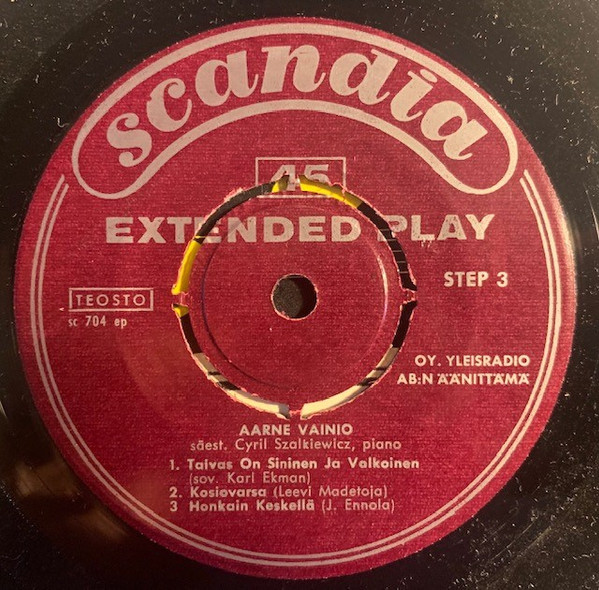 scandia
45
EXTENDED PLAY
STEP 3
TEOSTO
sc 704 ep
OY. YLEISRADIO
AB:N ÄÄNITTÄMÄ
AARNE VAINIO
säest. Cyril Szalkiewicz, piano
1. Taivas On Sininen Ja Valkoinen
(sov. Karl Ekman)
2. Kosiovarsa (Leevi Madetoja)
3 Honkain Keskellä (J. Ennola)